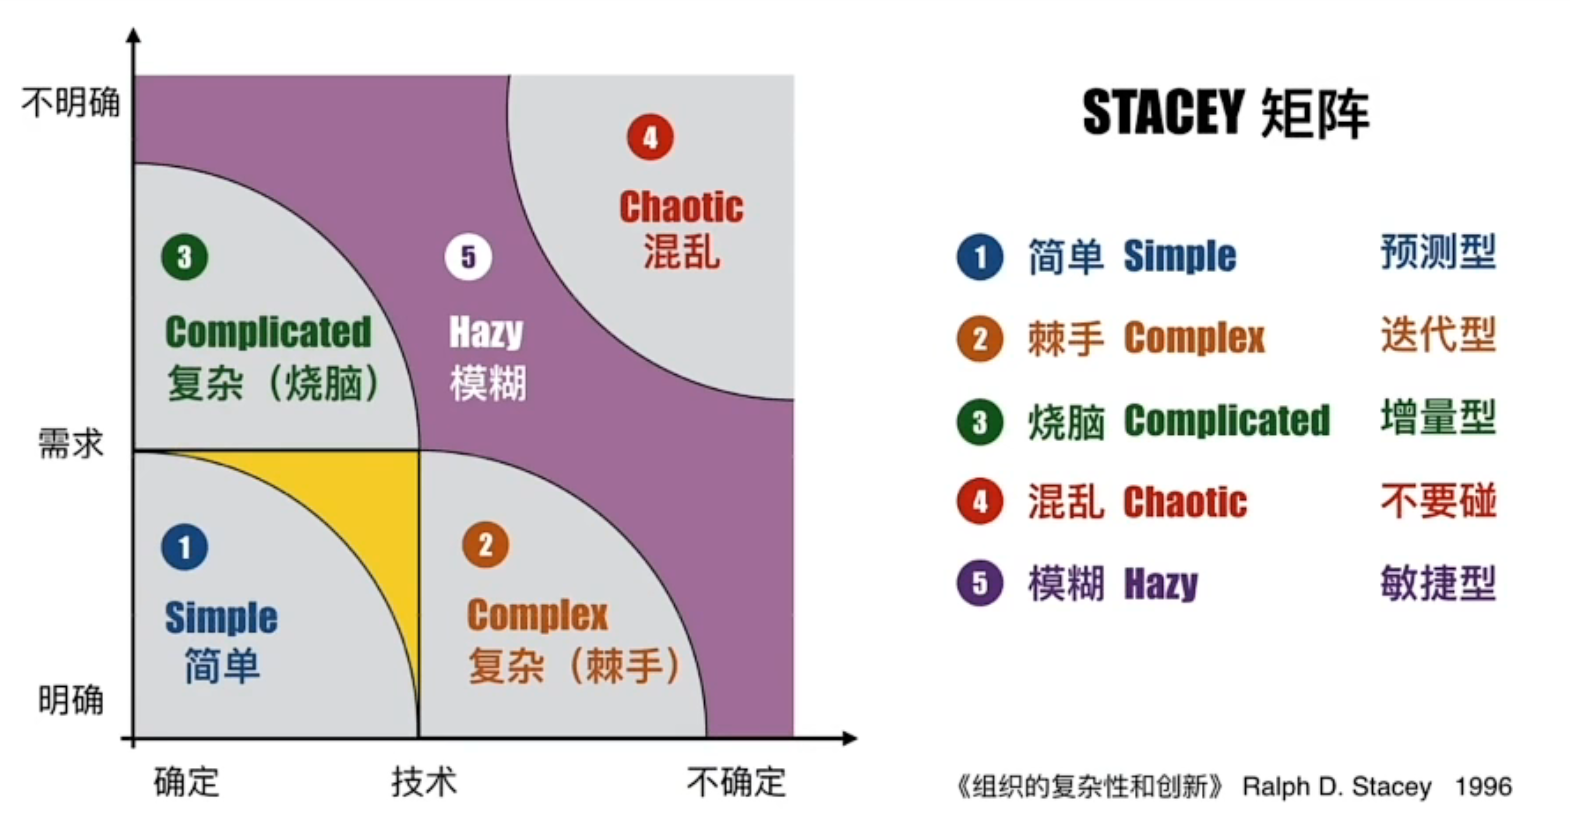 不明确
需求
明确
确定
技术
不确定
3
Complicated
复杂（烧脑）
5
Hazy
模糊
4
Chaotic
混乱
1
Simple
简单
2
Complex
复杂（棘手）
STACEY 矩阵
1 简单 Simple 预测型
2 棘手 Complex 迭代型
3 烧脑 Complicated 增量型
4 混乱 Chaotic 不要碰
5 模糊 Hazy 敏捷型
《组织的复杂性和创新》 Ralph D. Stacey 1996